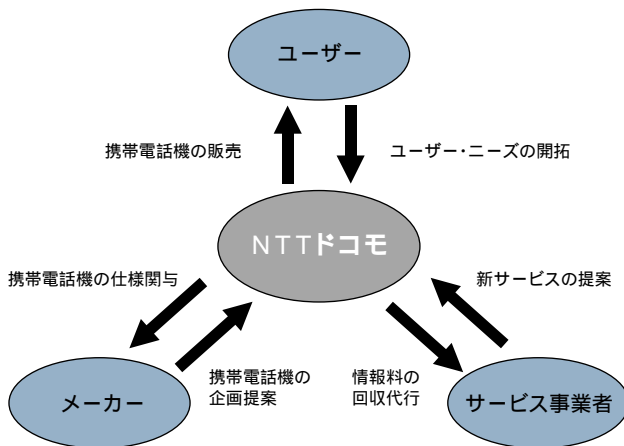 ユーザー
携帯電話機の販売
ユーザー・ニーズの開拓
NTTドコモ
携帯電話機の仕様関与
新サービスの提案
携帯電話機の
企画提案
情報料の
回収代行
メーカー
サービス事業者